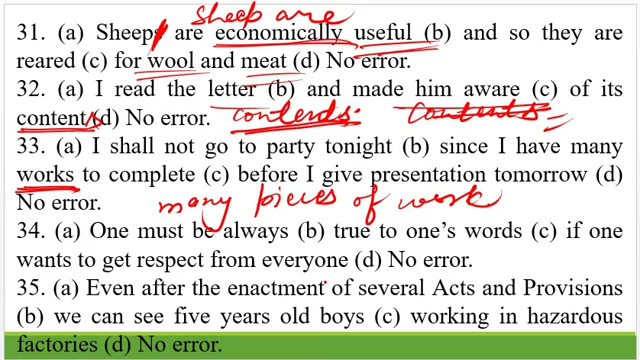 sheep are
31. (a) Sheeps are economically useful (b) and so they are
reared (c) for wool and meat (d) No error.
32. (a) I read the letter (b) and made him aware (c) of its
content (d) No error. contends. contents
33. (a) I shall not go to party tonight (b) since I have many
works to complete (c) before I give presentation tomorrow (d)
No error. many pieces of work
34. (a) One must be always (b) true to one's words (c) if one
wants to get respect from everyone (d) No error.
35. (a) Even after the enactment of several Acts and Provisions
(b) we can see five years old boys (c) working in hazardous
factories (d) No error.